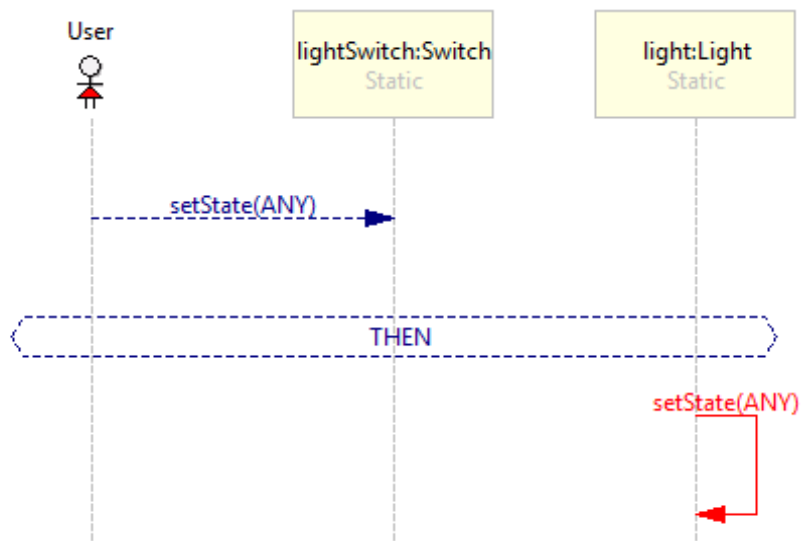 User
lightSwitch:Switch
Static
light:Light
Static
setState(ANY)
THEN
setState(ANY)